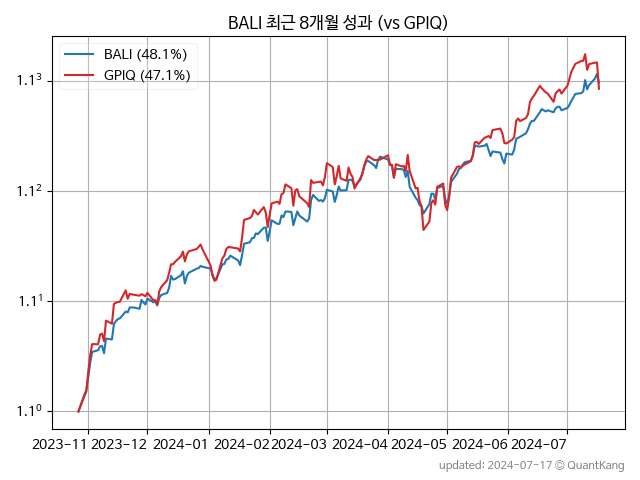 BALI 최근 8개월 성과 (vs GPIQ)
BALI (48.1%)
GPIQ (47.1%)
1.1³
1.1²
1.1¹
1.1⁰
2023-11 2023-12 2024-01 2024-02 2024-03 2024-04 2024-05 2024-06 2024-07
updated: 2024-07-17 © QuantKang